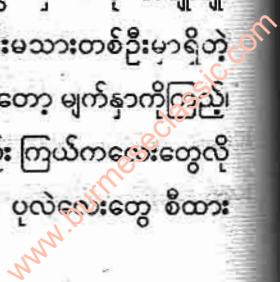 းမသားတစ်ဦးမှာရှိတဲ့
တော့ မျက်နှာကိုကြည့်၊
း ကြယ်ကလေးတွေလို
ပုလဲလေးတွေ စီထား
www.burmeseclassic.com